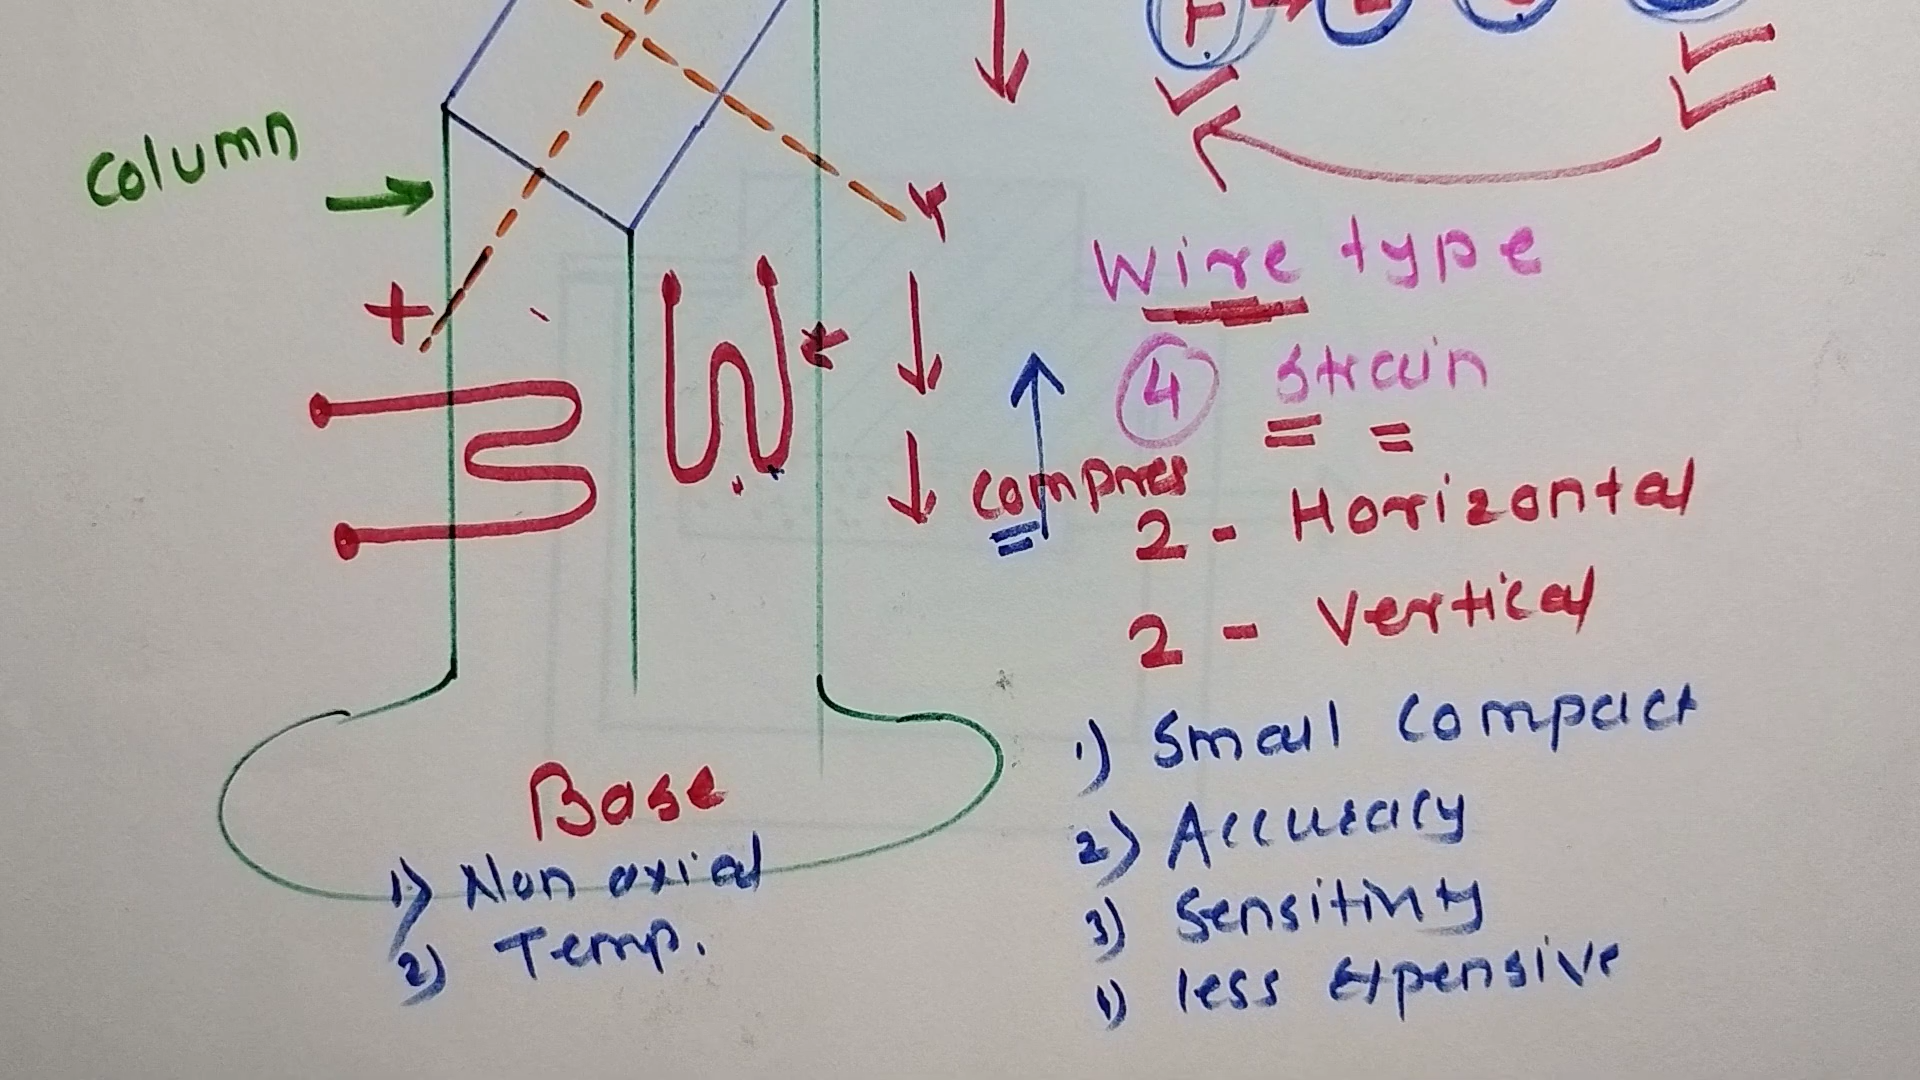 column
+
Wire type
4 Strain
compres
2 - Horizontal
2 - Vertical
Base
1) Non axial
2) Temp.
1) Small compact
2) Accuracy
3) Sensitivity
1) less expensive